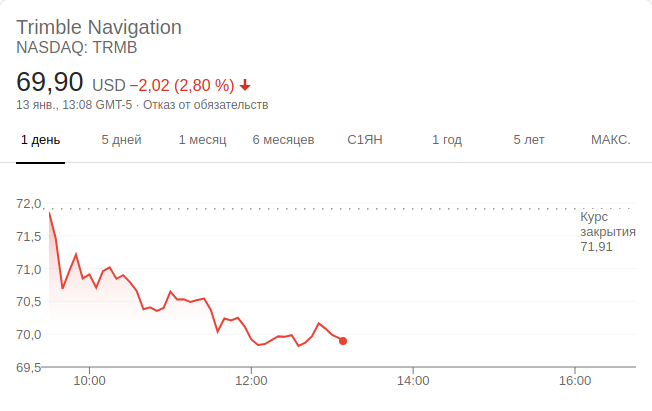 Trimble Navigation
NASDAQ: TRMB
69,90 USD −2,02 (2,80 %)
13 янв., 13:08 GMT-5 · Отказ от обязательств
1 день 5 дней 1 месяц 6 месяцев С1ЯН 1 год 5 лет МАКС.
72,0
Курс
закрытия
71,91
71,5
71,0
70,5
70,0
69,5
10:00 12:00 14:00 16:00